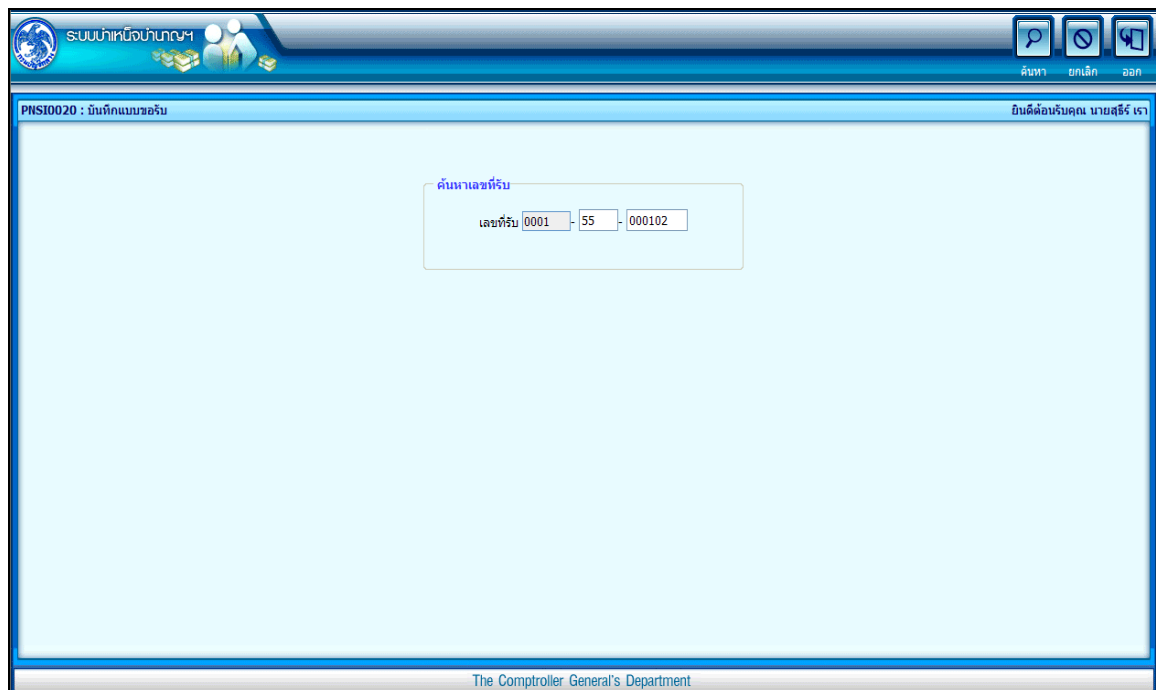 ระบบบำเหน็จบำนาญฯ
ค้นหา ยกเลิก ออก
PNSI0020 : บันทึกแบบขอรับ ยินดีต้อนรับคุณ นายสุธีร์ เรา
ค้นหาเลขที่รับ
เลขที่รับ 0001 - 55 - 000102
The Comptroller General's Department